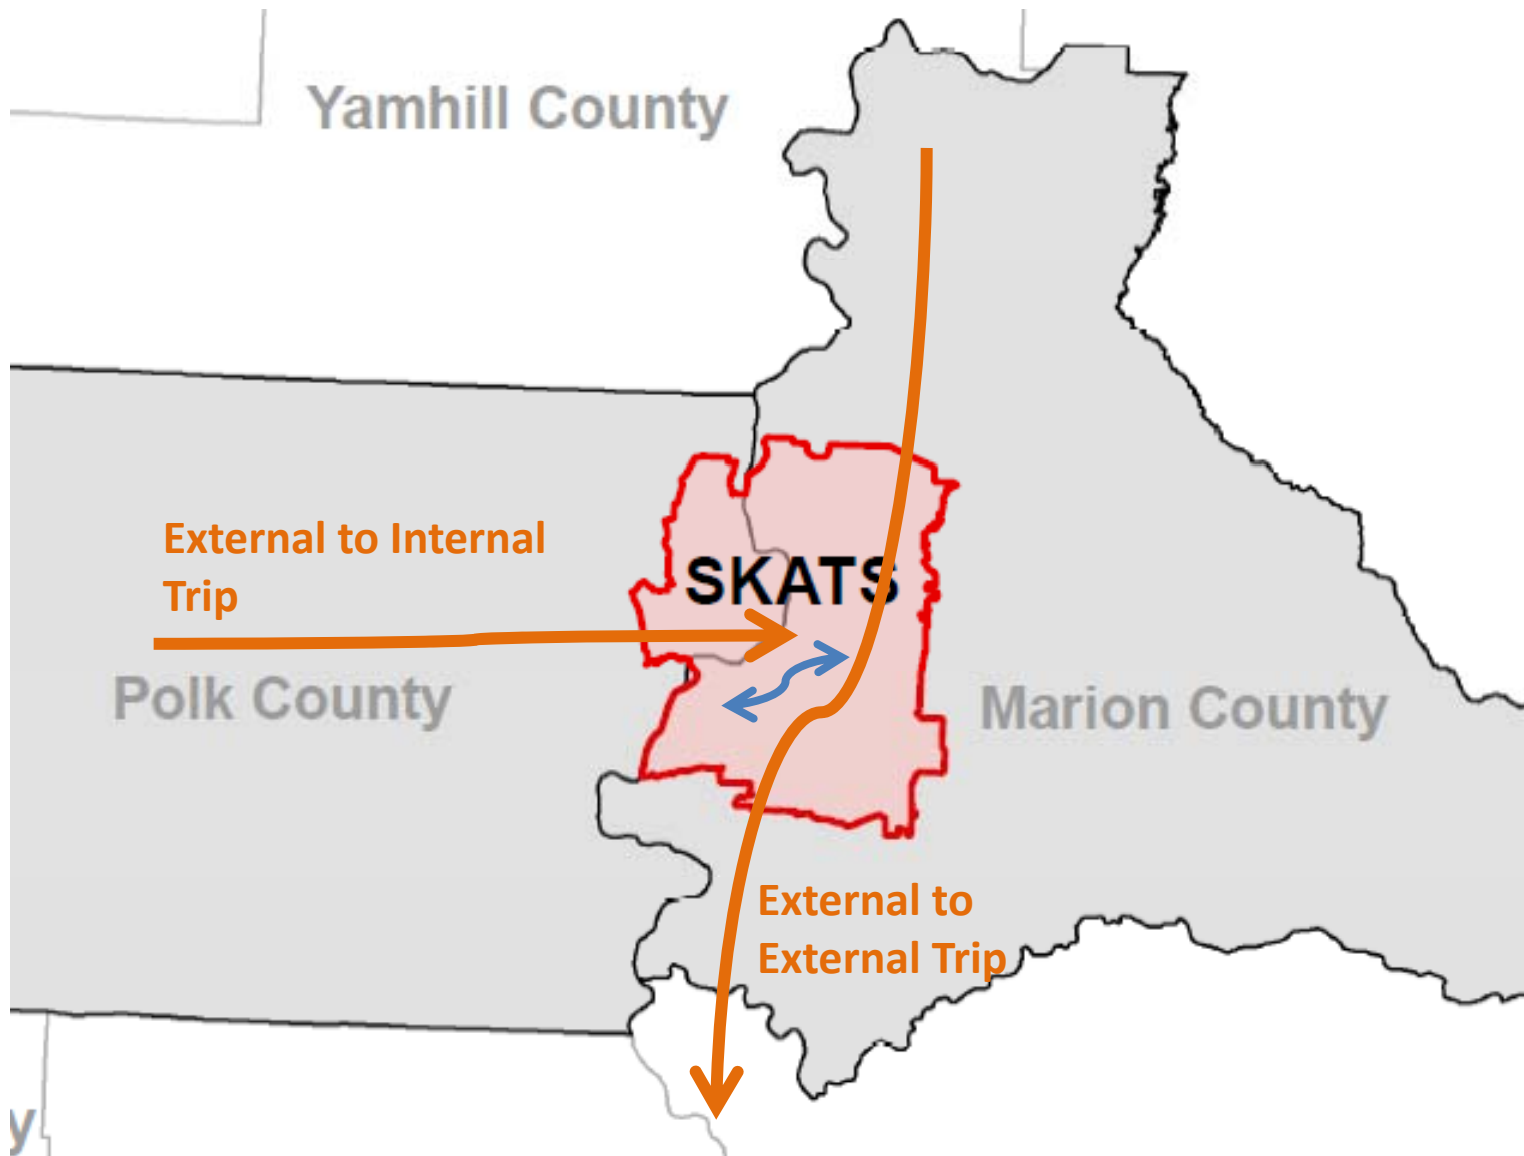 Yamhill County
External to Internal
Trip
SKATS
Polk County
Marion County
External to
External Trip
y